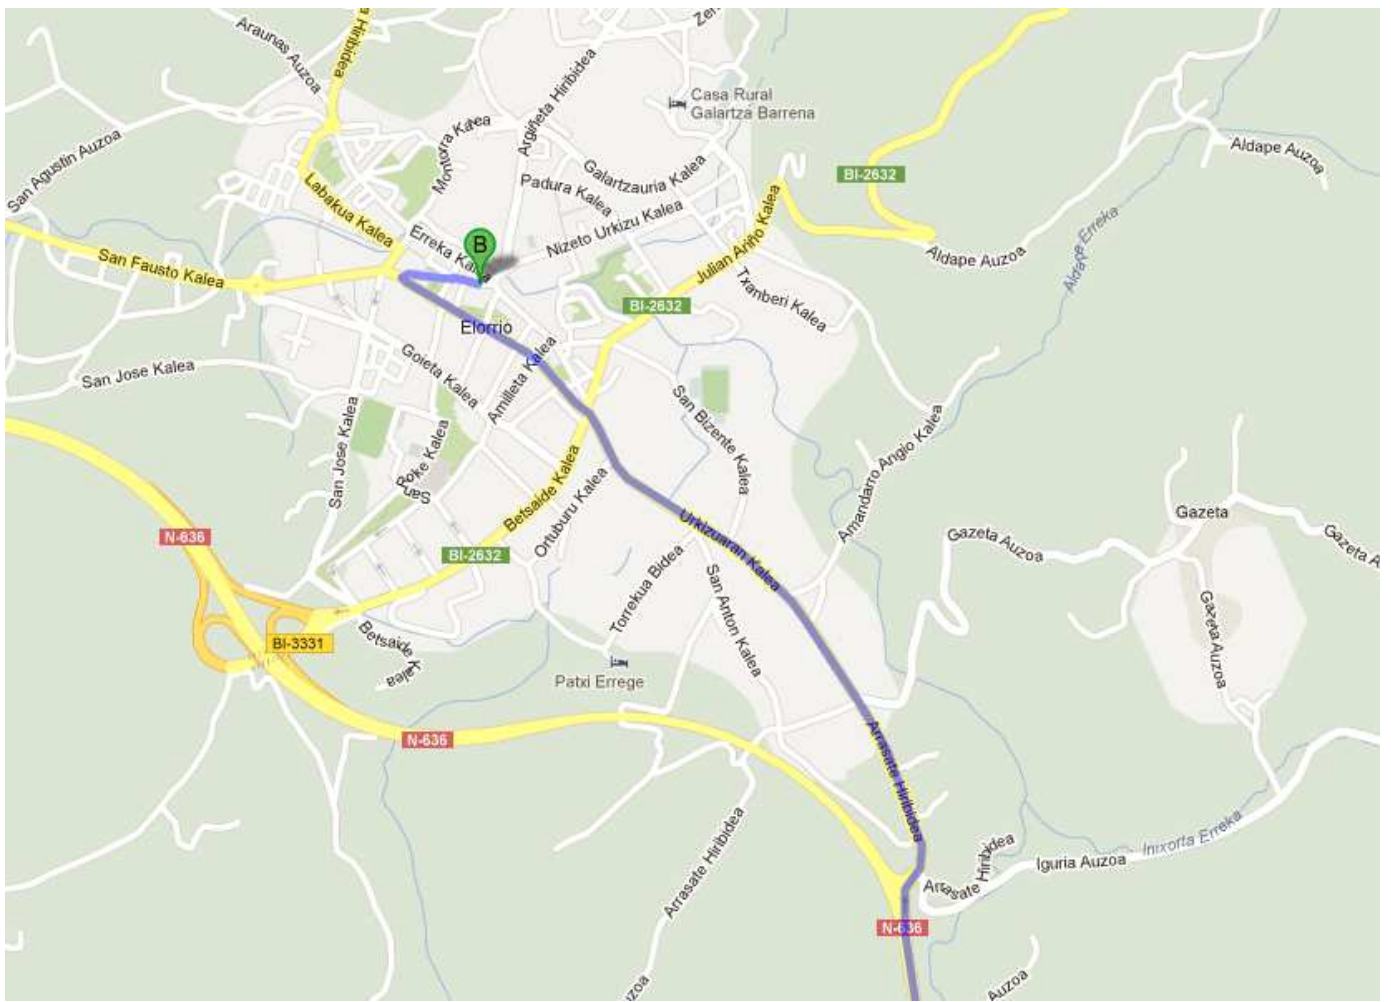 Araunas Auzoa
a Hiribidea
Zer
Argiñeta Hiribidea
Casa Rural
Galartza Barrena
Montorra Kalea
San Agustin Auzoa
Aldape Auzoa
Galartzauria Kalea
BI-2632
Padura Kalea
Labakua Kalea
Nizeto Urkizu Kalea
Julian Ariño Kalea
Aldape Erreka
Erreka Kalea
B
Aldape Auzoa
San Fausto Kalea
Txanberi Kalea
BI-2632
Elorrio
Goieta Kalea
Amilleta Kalea
San Jose Kalea
San Bizente Kalea
San Jose Kalea
San Roke Kalea
Amandarro Angio Kalea
Betsaide Kalea
Ortuburu Kalea
Gazeta
N-636
Urkizuaran Kalea
Gazeta Auzoa
Gazeta A
BI-2632
Torrekua Bidea
San Anton Kalea
Gazeta Auzoa
BI-3331
Betsaide Kalea
Patxi Errege
N-636
Arrasate Hiribidea
Arrasate Hiribidea
Arrasate Hiribidea
Iguria Auzoa
Inixorta Erreka
N-636
Auzoa
zoa